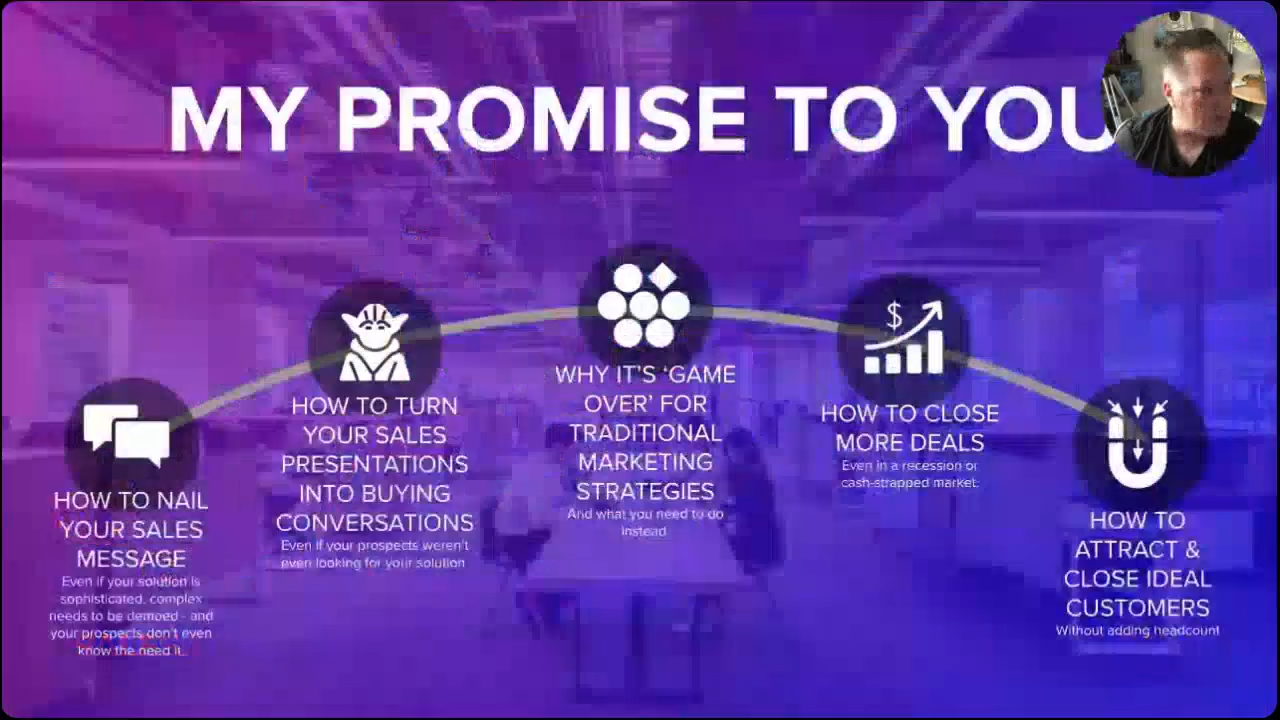 MY PROMISE TO YOU
HOW TO NAIL
YOUR SALES
MESSAGE
Even if your solution is
sophisticated, complex
needs to be demoed - and
your prospects don't even
know the need it.
HOW TO TURN
YOUR SALES
PRESENTATIONS
INTO BUYING
CONVERSATIONS
Even if your prospects weren't
even looking for your solution
WHY IT'S ‘GAME
OVER’ FOR
TRADITIONAL
MARKETING
STRATEGIES
And what you need to do
instead
$
HOW TO CLOSE
MORE DEALS
Even in a recession or
cash-strapped market.
HOW TO
ATTRACT &
CLOSE IDEAL
CUSTOMERS
Without adding headcount